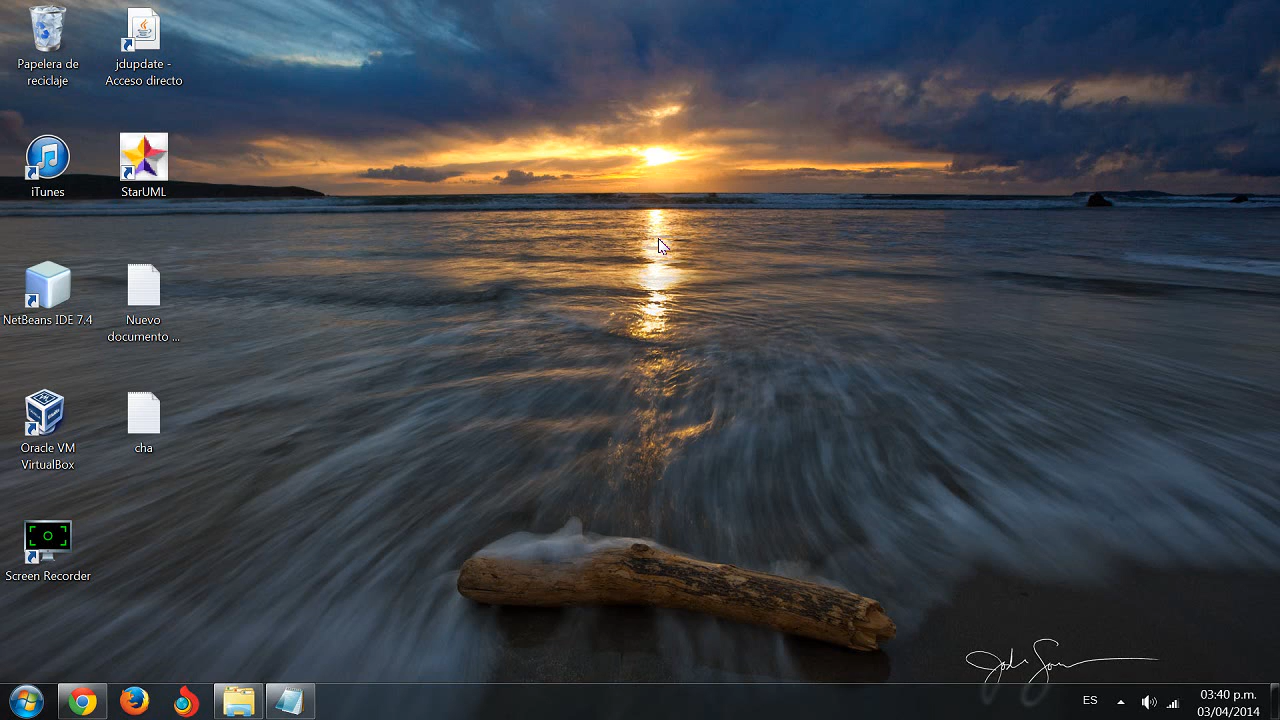 Papelera de
reciclaje
jdupdate -
Acceso directo
iTunes
StarUML
NetBeans IDE 7.4
Nuevo
documento ...
Oracle VM
VirtualBox
cha
Screen Recorder
ES
03:40 p.m.
03/04/2014